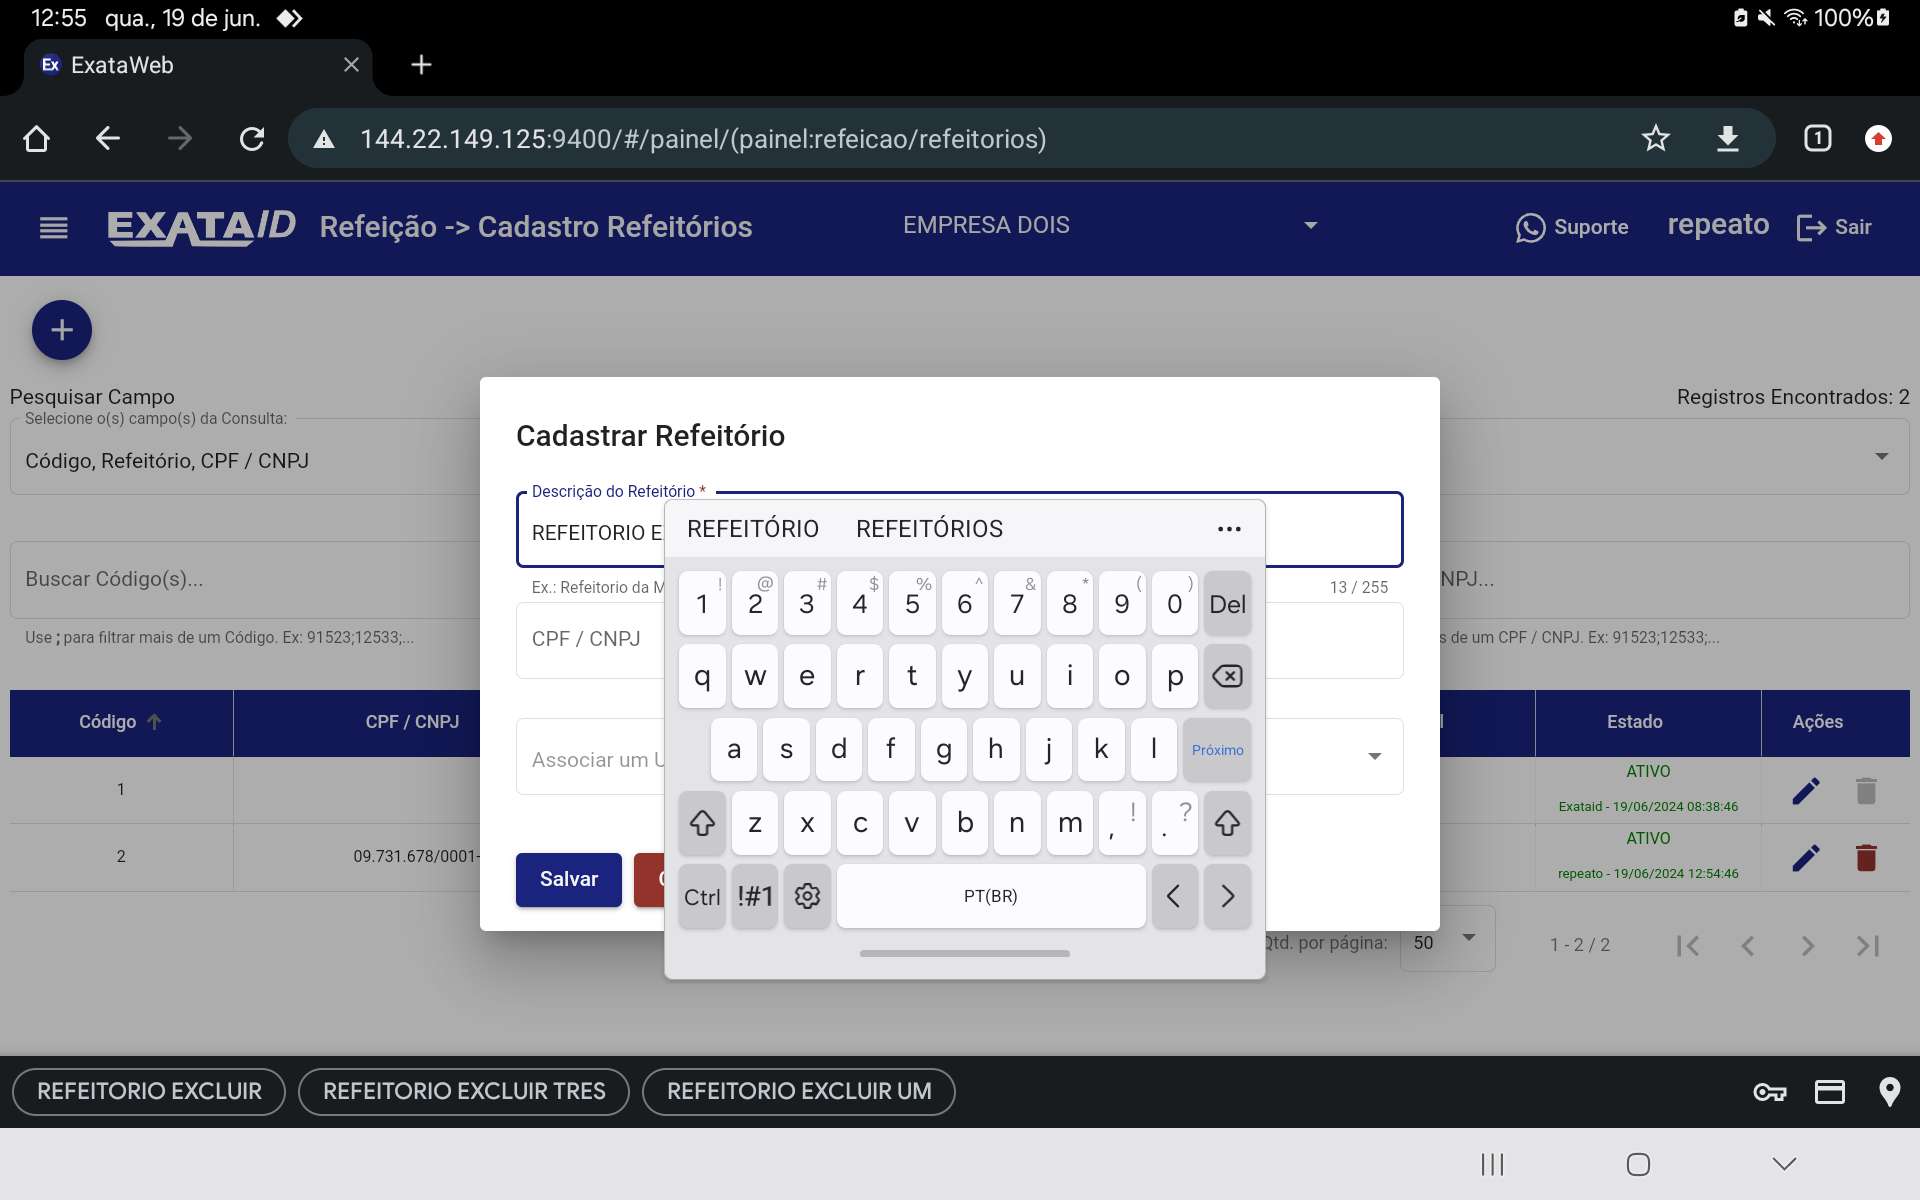 12:55 qua., 19 de jun. 100%
Ex ExataWeb
144.22.149.125:9400/#/painel/(painel:refeicao/refeitorios) 1
EXATAID Refeição -> Cadastro Refeitórios EMPRESA DOIS Suporte repeato Sair
Pesquisar Campo Registros Encontrados: 2
Selecione o(s) campo(s) da Consulta:
Código, Refeitório, CPF / CNPJ
Cadastrar Refeitório
Descrição do Refeitório *
REFEITORIO E
REFEITÓRIO REFEITÓRIOS
Buscar Código(s)... NPJ...
Ex.: Refeitorio da M 13 / 255
CPF / CNPJ
Use ; para filtrar mais de um Código. Ex: 91523;12533;... s de um CPF / CNPJ. Ex: 91523;12533;...
Associar um U
! @ # $ % ^ & * ( )
1 2 3 4 5 6 7 8 9 0 Del
q w e r t y u i o p
a s d f g h j k l Próximo
z x c v b n m , ! . ?
Ctrl !#1 PT(BR) < >
Código CPF / CNPJ Estado Ações
1 ATIVO
Exataid - 19/06/2024 08:38:46
2 09.731.678/0001- ATIVO
repeato - 19/06/2024 12:54:46
Salvar
Qtd. por página: 50 1 - 2 / 2
REFEITORIO EXCLUIR REFEITORIO EXCLUIR TRES REFEITORIO EXCLUIR UM